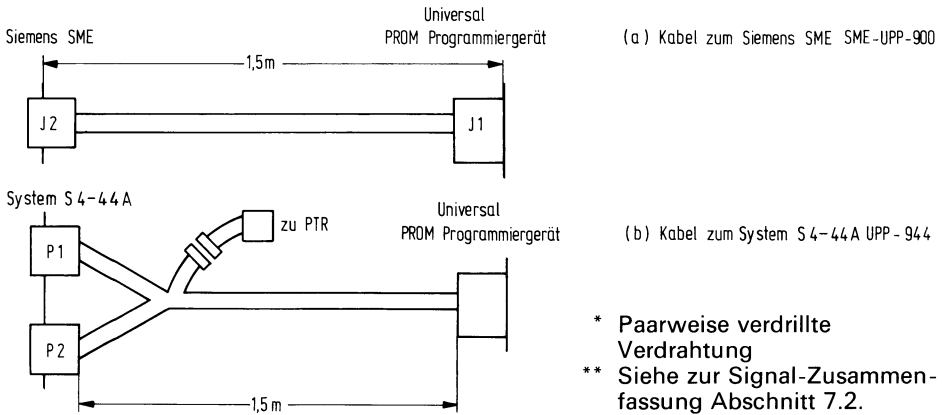 Siemens SME
Universal
PROM Programmiergerät
(a) Kabel zum Siemens SME SME-UPP-900
1,5m
J2
J1
System S4-44A
zu PTR
Universal
PROM Programmiergerät
(b) Kabel zum System S4-44A UPP-944
P1
P2
1,5m
* Paarweise verdrillte
Verdrahtung
** Siehe zur Signal-Zusammen-
fassung Abschnitt 7.2.